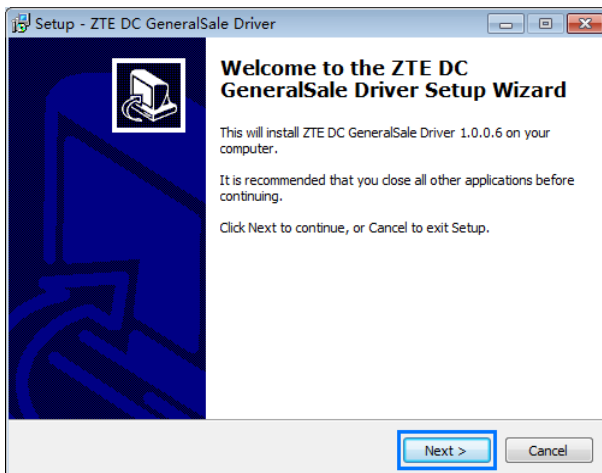 Setup - ZTE DC GeneralSale Driver
Welcome to the ZTE DC
GeneralSale Driver Setup Wizard
This will install ZTE DC GeneralSale Driver 1.0.0.6 on your
computer.
It is recommended that you close all other applications before
continuing.
Click Next to continue, or Cancel to exit Setup.
Next >
Cancel